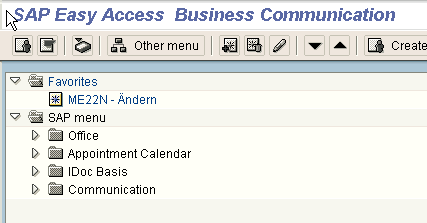 SAP Easy Access Business Communication
Other menu
Create
Favorites
ME22N - Ändern
SAP menu
Office
Appointment Calendar
IDoc Basis
Communication